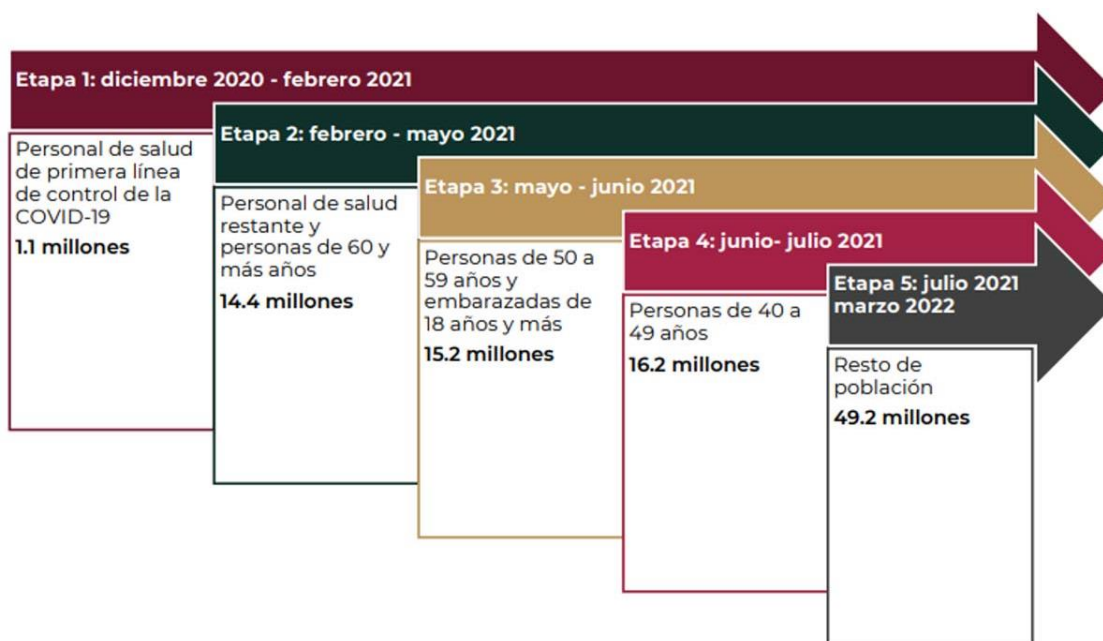 Etapa 1: diciembre 2020 - febrero 2021
Personal de salud
de primera línea
de control de la
COVID-19
1.1 millones
Etapa 2: febrero - mayo 2021
Personal de salud
restante y
personas de 60 y
más años
14.4 millones
Etapa 3: mayo - junio 2021
Personas de 50 a
59 años y
embarazadas de
18 años y más
15.2 millones
Etapa 4: junio- julio 2021
Personas de 40 a
49 años
16.2 millones
Etapa 5: julio 2021
marzo 2022
Resto de
población
49.2 millones